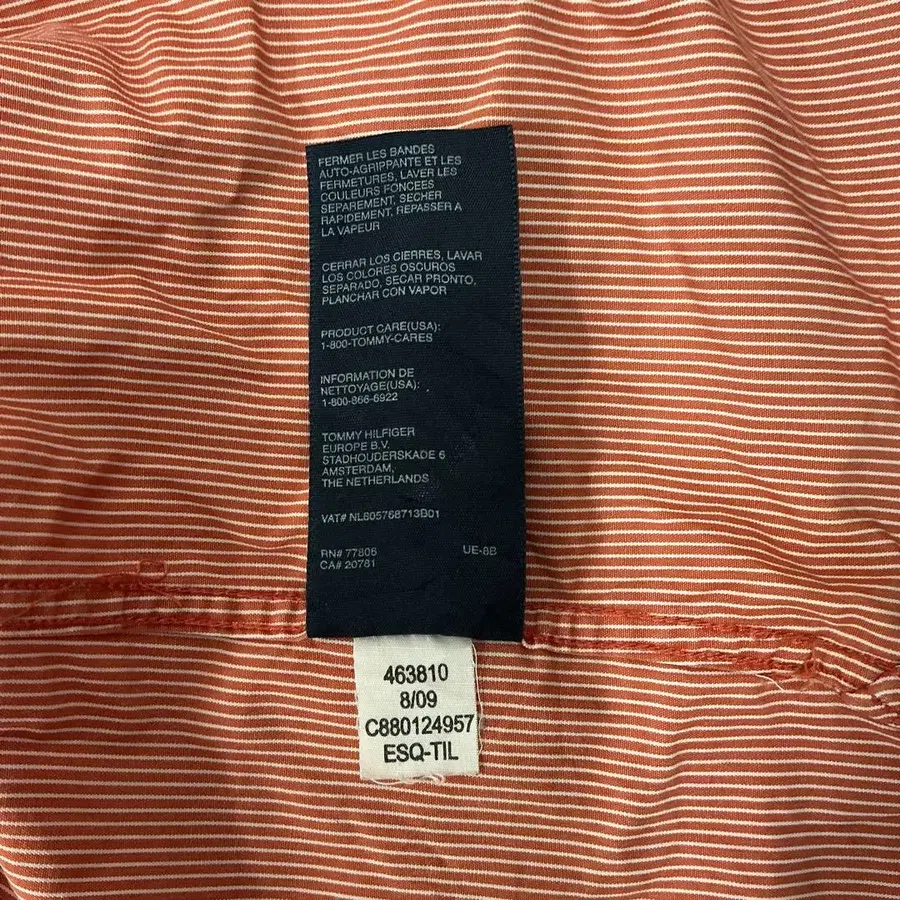 FERMER LES BANDES
AUTO-AGRIPPANTE ET LES
FERMETURES, LAVER LES
COULEURS FONCEES
SEPAREMENT, SECHER
RAPIDEMENT, REPASSER A
LA VAPEUR
CERRAR LOS CIERRES, LAVAR
LOS COLORES OSCUROS
SEPARADO, SECAR PRONTO,
PLANCHAR CON VAPOR
PRODUCT CARE(USA):
1-800-TOMMY-CARES
INFORMATION DE
NETTOYAGE(USA):
1-800-866-6922
TOMMY HILFIGER
EUROPE B.V.
STADHOUDERSKADE 6
AMSTERDAM,
THE NETHERLANDS
VAT# NL805768713B01
RN# 77806 UE-8B
CA# 20781
463810
8/09
C880124957
ESQ-TIL